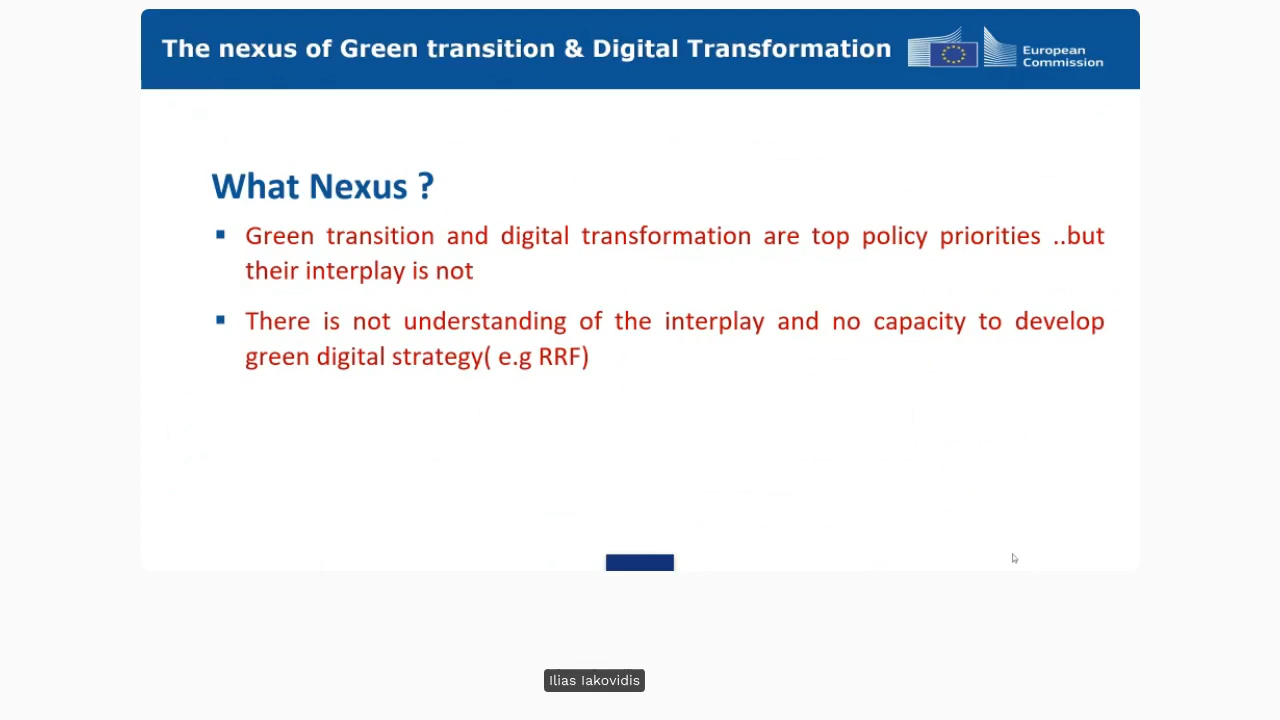 The nexus of Green transition & Digital Transformation
European
Commission
What Nexus ?
Green transition and digital transformation are top policy priorities ..but
their interplay is not
There is not understanding of the interplay and no capacity to develop
green digital strategy( e.g RRF)
Ilias Iakovidis